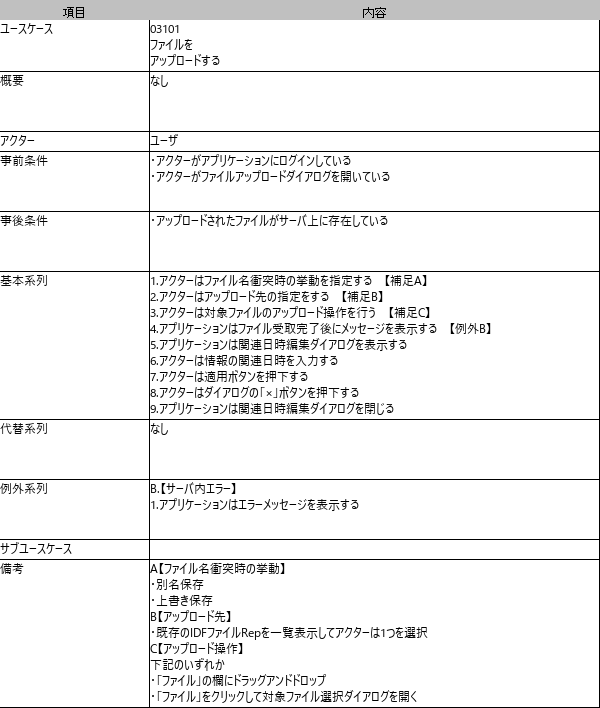 項目 内容
ユースケース 03101
ファイルを
アップロードする
概要 なし
アクター ユーザ
事前条件 ・アクターがアプリケーションにログインしている
・アクターがファイルアップロードダイアログを開いている
事後条件 ・アップロードされたファイルがサーバ上に存在している
基本系列 1.アクターはファイル名衝突時の挙動を指定する 【補足A】
2.アクターはアップロード先の指定をする 【補足B】
3.アクターは対象ファイルのアップロード操作を行う 【補足C】
4.アプリケーションはファイル受取完了後にメッセージを表示する 【例外B】
5.アプリケーションは関連日時編集ダイアログを表示する
6.アクターは情報の関連日時を入力する
7.アクターは適用ボタンを押下する
8.アクターはダイアログの「×」ボタンを押下する
9.アプリケーションは関連日時編集ダイアログを閉じる
代替系列 なし
例外系列 B.【サーバ内エラー】
1.アプリケーションはエラーメッセージを表示する
サブユースケース
備考 A【ファイル名衝突時の挙動】
・別名保存
・上書き保存
B【アップロード先】
・既存のIDFファイルRepを一覧表示してアクターは1つを選択
C【アップロード操作】
下記のいずれか
・「ファイル」の欄にドラッグアンドドロップ
・「ファイル」をクリックして対象ファイル選択ダイアログを開く